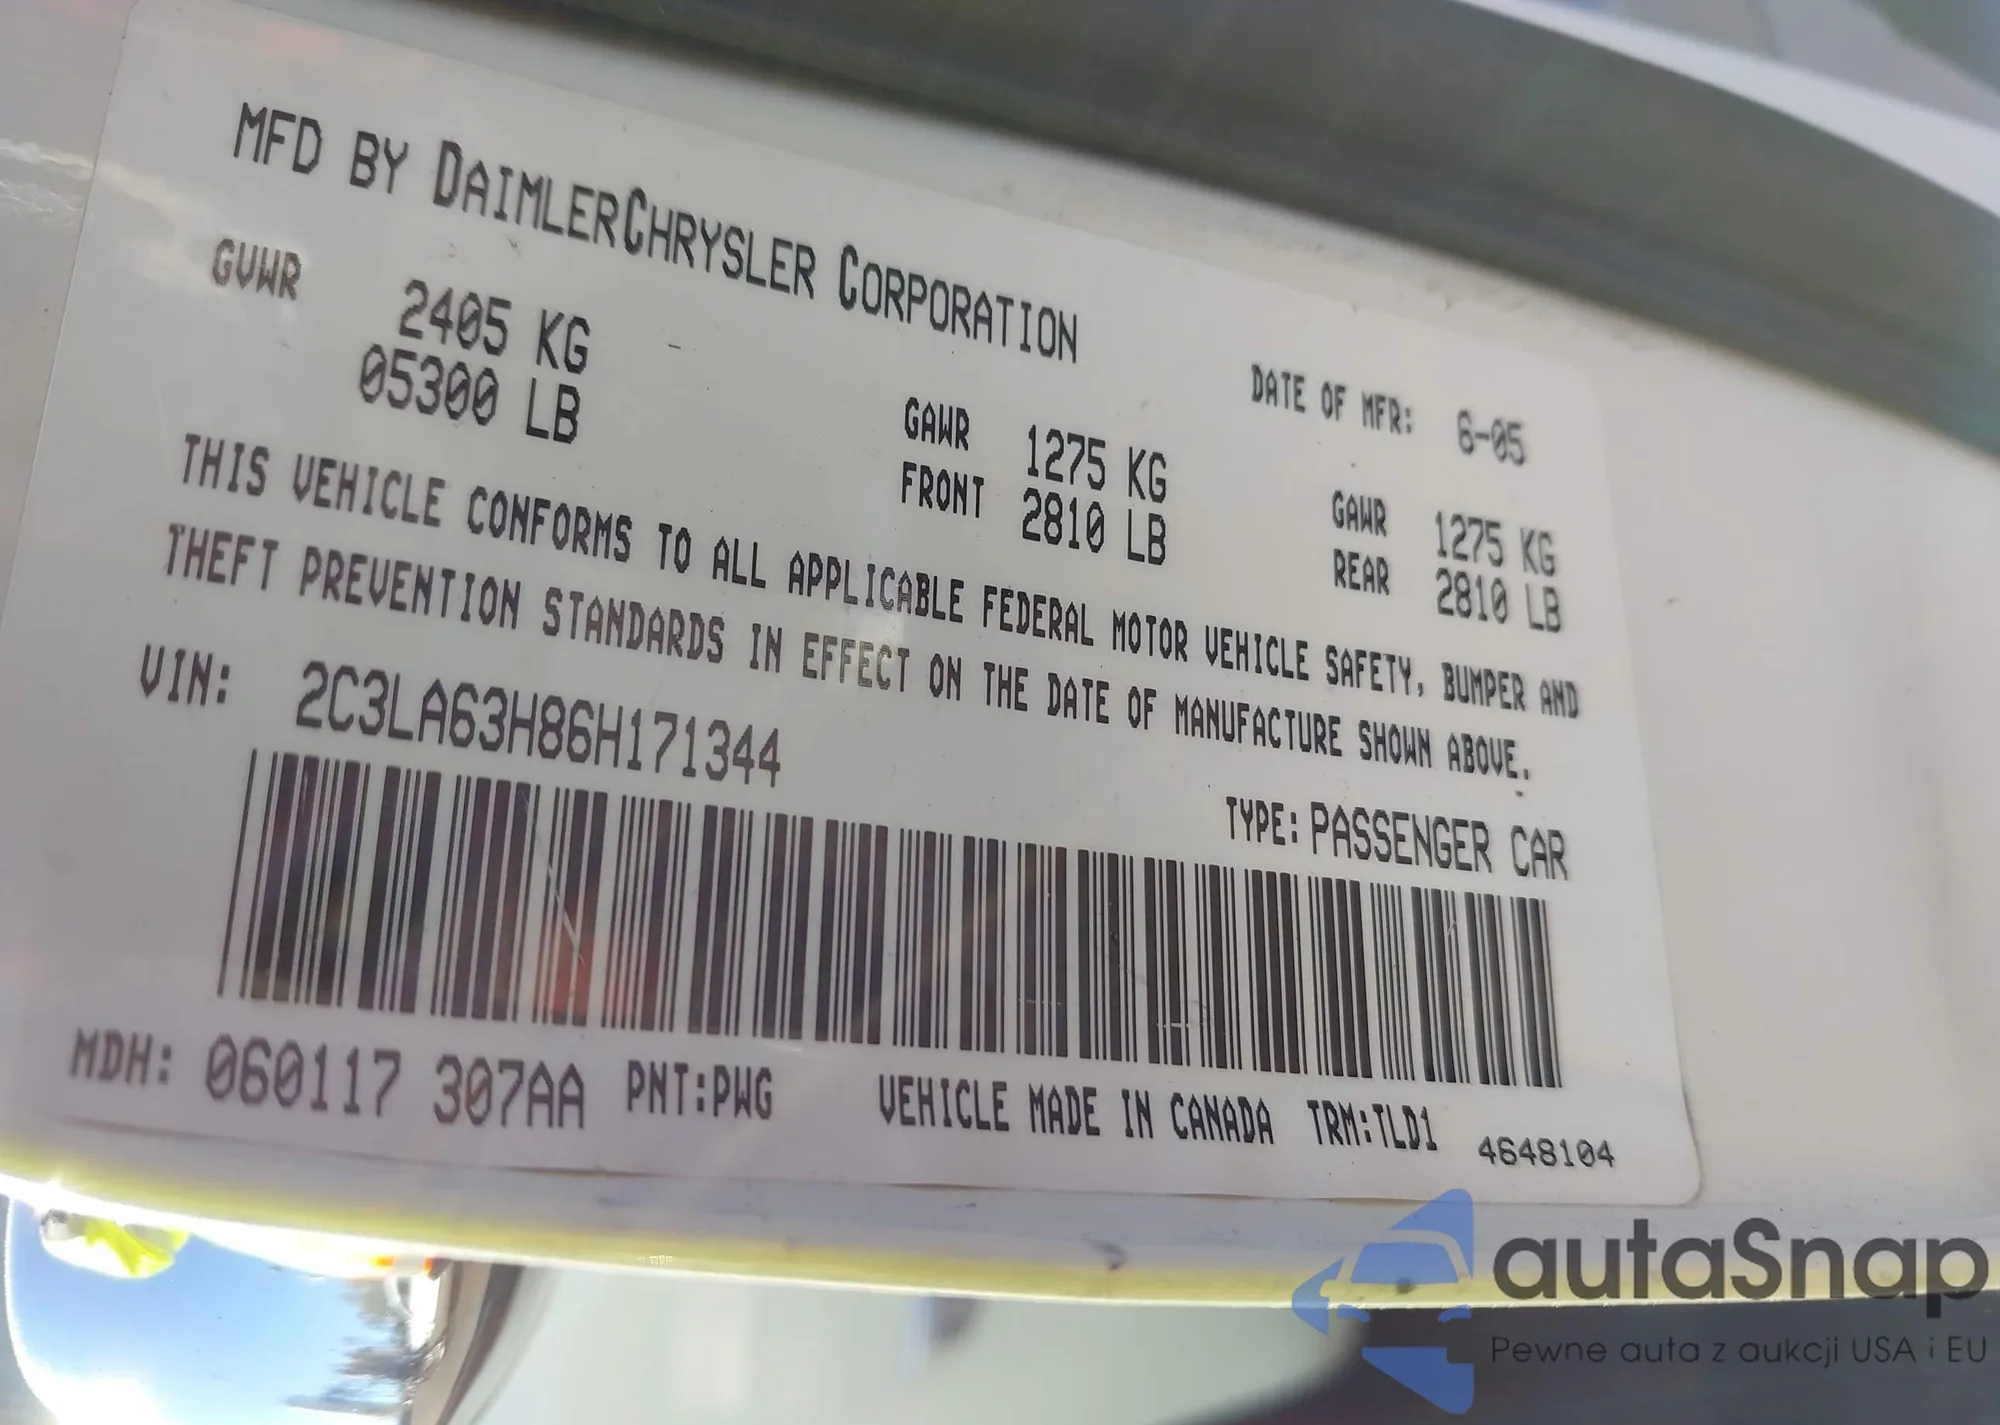 MFD BY DAIMLERCHRYSLER CORPORATION
DATE OF MFR: 6-05
GVWR 2405 KG
05300 LB
GAWR 1275 KG
FRONT 2810 LB
GAWR 1275 KG
REAR 2810 LB
THIS VEHICLE CONFORMS TO ALL APPLICABLE FEDERAL MOTOR VEHICLE SAFETY, BUMPER AND
THEFT PREVENTION STANDARDS IN EFFECT ON THE DATE OF MANUFACTURE SHOWN ABOVE.
VIN: 2C3LA63H86H171344
TYPE: PASSENGER CAR
MDH: 060117 307AA PNT:PWG VEHICLE MADE IN CANADA TRM:TLD1 4648104
autaSnap
Pewne auta z aukcji USA i EU